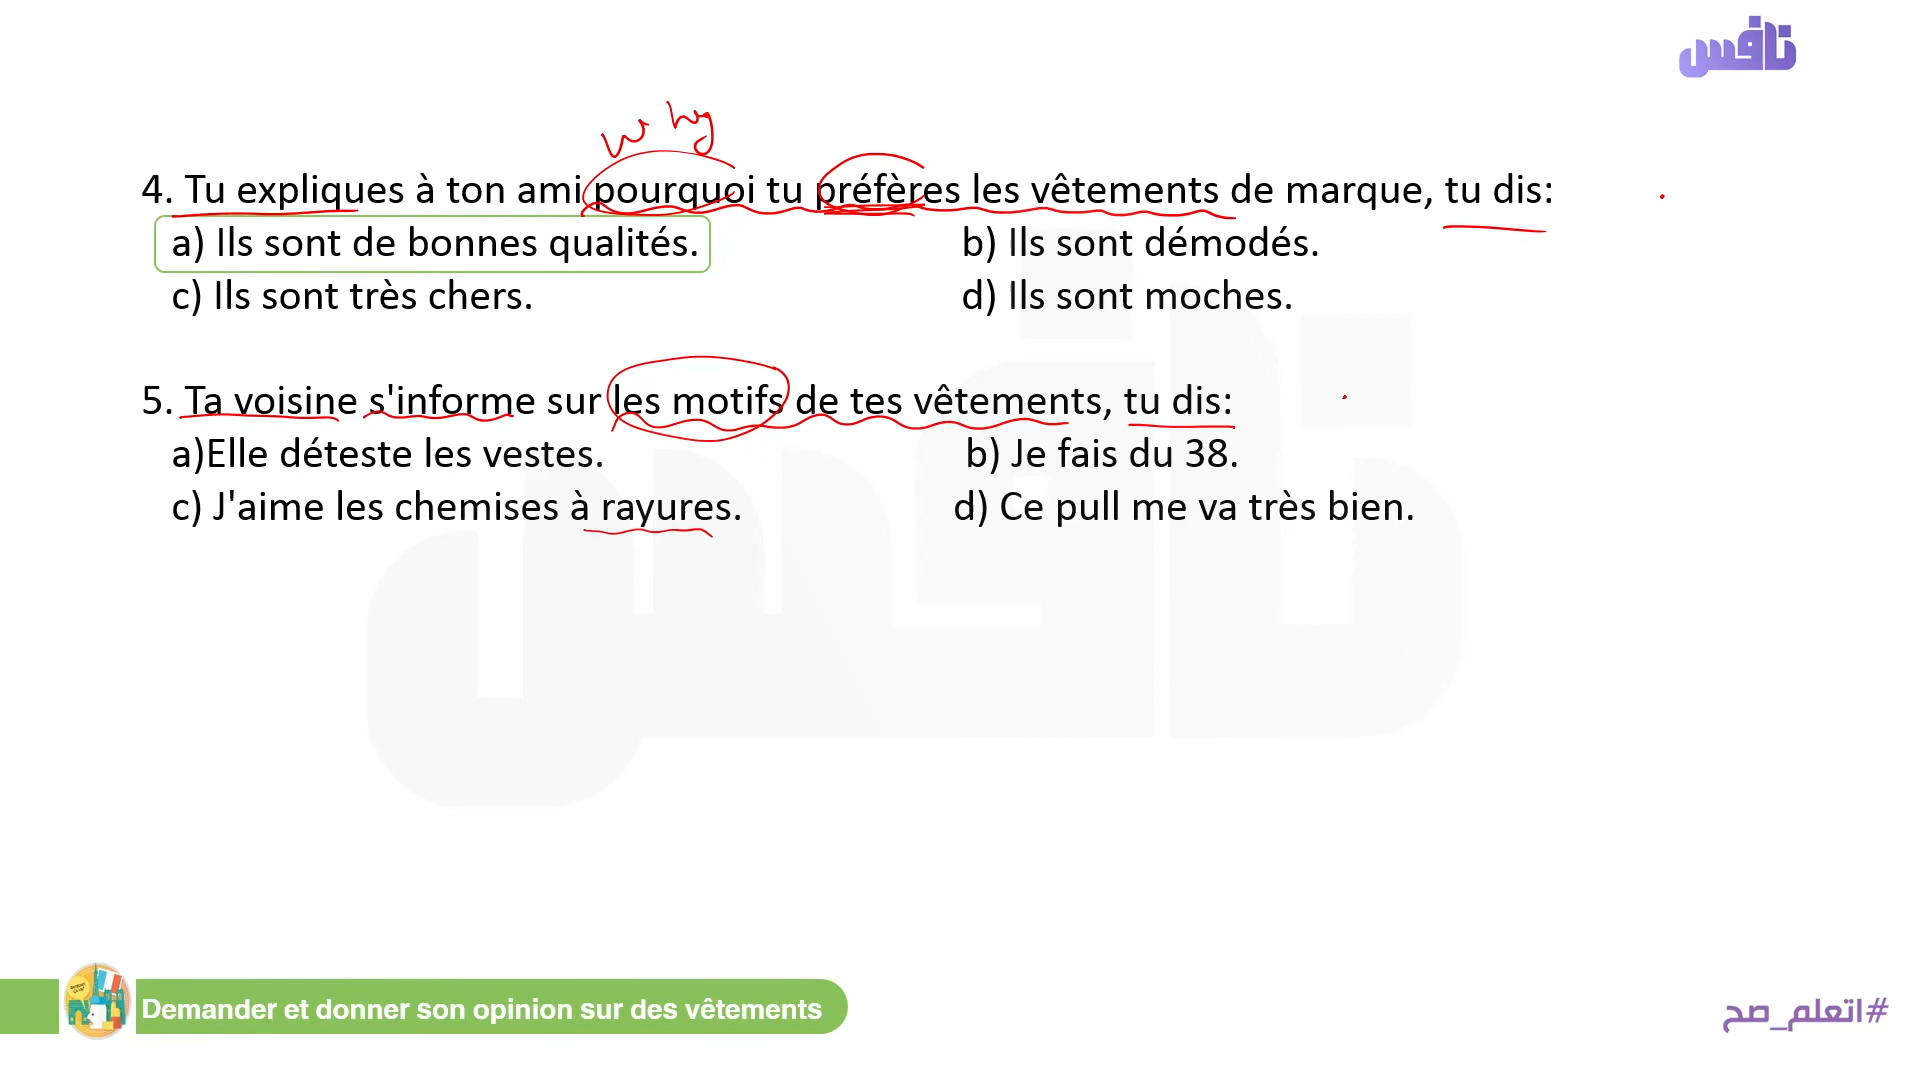 نافس
why
4. Tu expliques à ton ami pourquoi tu préfères les vêtements de marque, tu dis:
a) Ils sont de bonnes qualités. b) Ils sont démodés.
c) Ils sont très chers. d) Ils sont moches.
5. Ta voisine s'informe sur les motifs de tes vêtements, tu dis:
a)Elle déteste les vestes. b) Je fais du 38.
c) J'aime les chemises à rayures. d) Ce pull me va très bien.
Demander et donner son opinion sur des vêtements
#اتعلم_صح